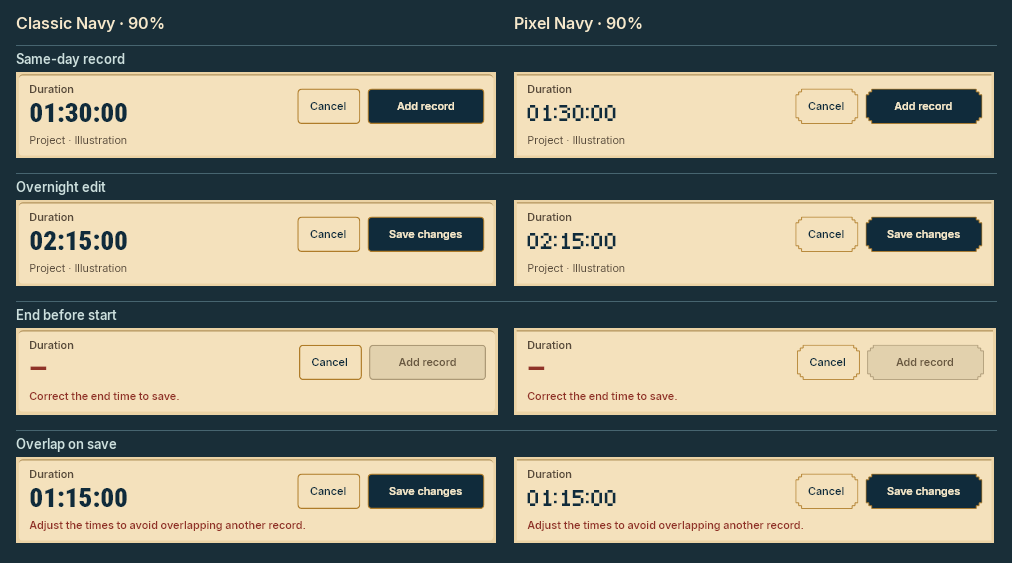 Classic Navy · 90%
Pixel Navy · 90%
Same-day record
Duration
01:30:00
Project · Illustration
Cancel
Add record
Duration
01:30:00
Project · Illustration
Cancel
Add record
Overnight edit
Duration
02:15:00
Project · Illustration
Cancel
Save changes
Duration
02:15:00
Project · Illustration
Cancel
Save changes
End before start
Duration
—
Correct the end time to save.
Cancel
Add record
Duration
—
Correct the end time to save.
Cancel
Add record
Overlap on save
Duration
01:15:00
Adjust the times to avoid overlapping another record.
Cancel
Save changes
Duration
01:15:00
Adjust the times to avoid overlapping another record.
Cancel
Save changes